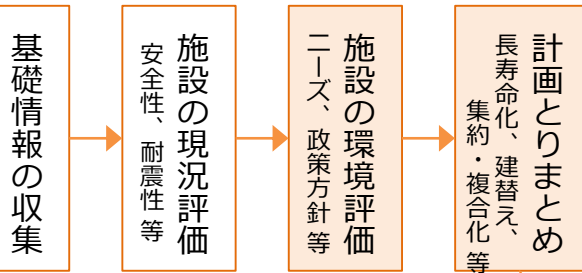 基礎情報の収集
施設の現況評価
安全性、耐震性 等
施設の環境評価
ニーズ、政策方針 等
計画とりまとめ
長寿命化、建替え、
集約・複合化 等